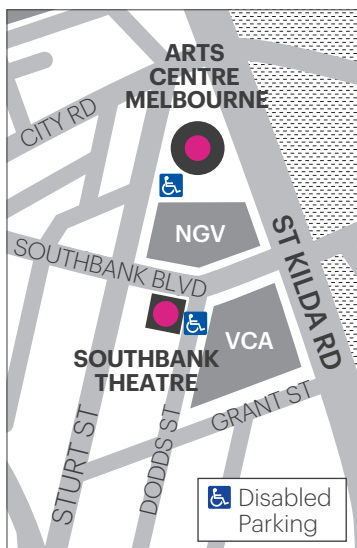 ARTS
CENTRE
MELBOURNE
CITY RD
NGV
ST KILDA RD
SOUTHBANK BLVD
SOUTHBANK
THEATRE
VCA
GRANT ST
STURT ST
DODDS ST
Disabled
Parking